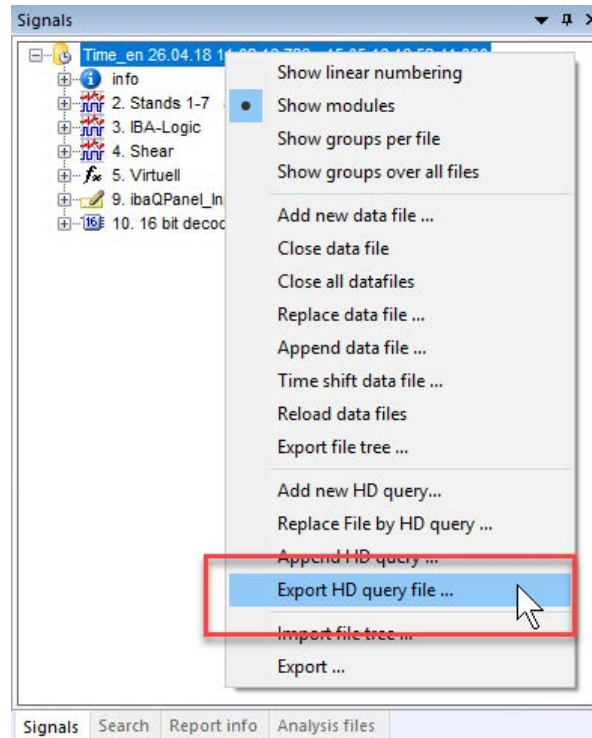 Signals
Time_en 26.04.18 1
info
2. Stands 1-7
3. IBA-Logic
4. Shear
5. Virtuell
9. ibaQPanel_In
10. 16 bit decod
Show linear numbering
Show modules
Show groups per file
Show groups over all files
Add new data file ...
Close data file
Close all datafiles
Replace data file ...
Append data file ...
Time shift data file ...
Reload data files
Export file tree ...
Add new HD query...
Replace File by HD query ...
Append HD query ...
Export HD query file ...
Import file tree ...
Export ...
Signals Search Report info Analysis files